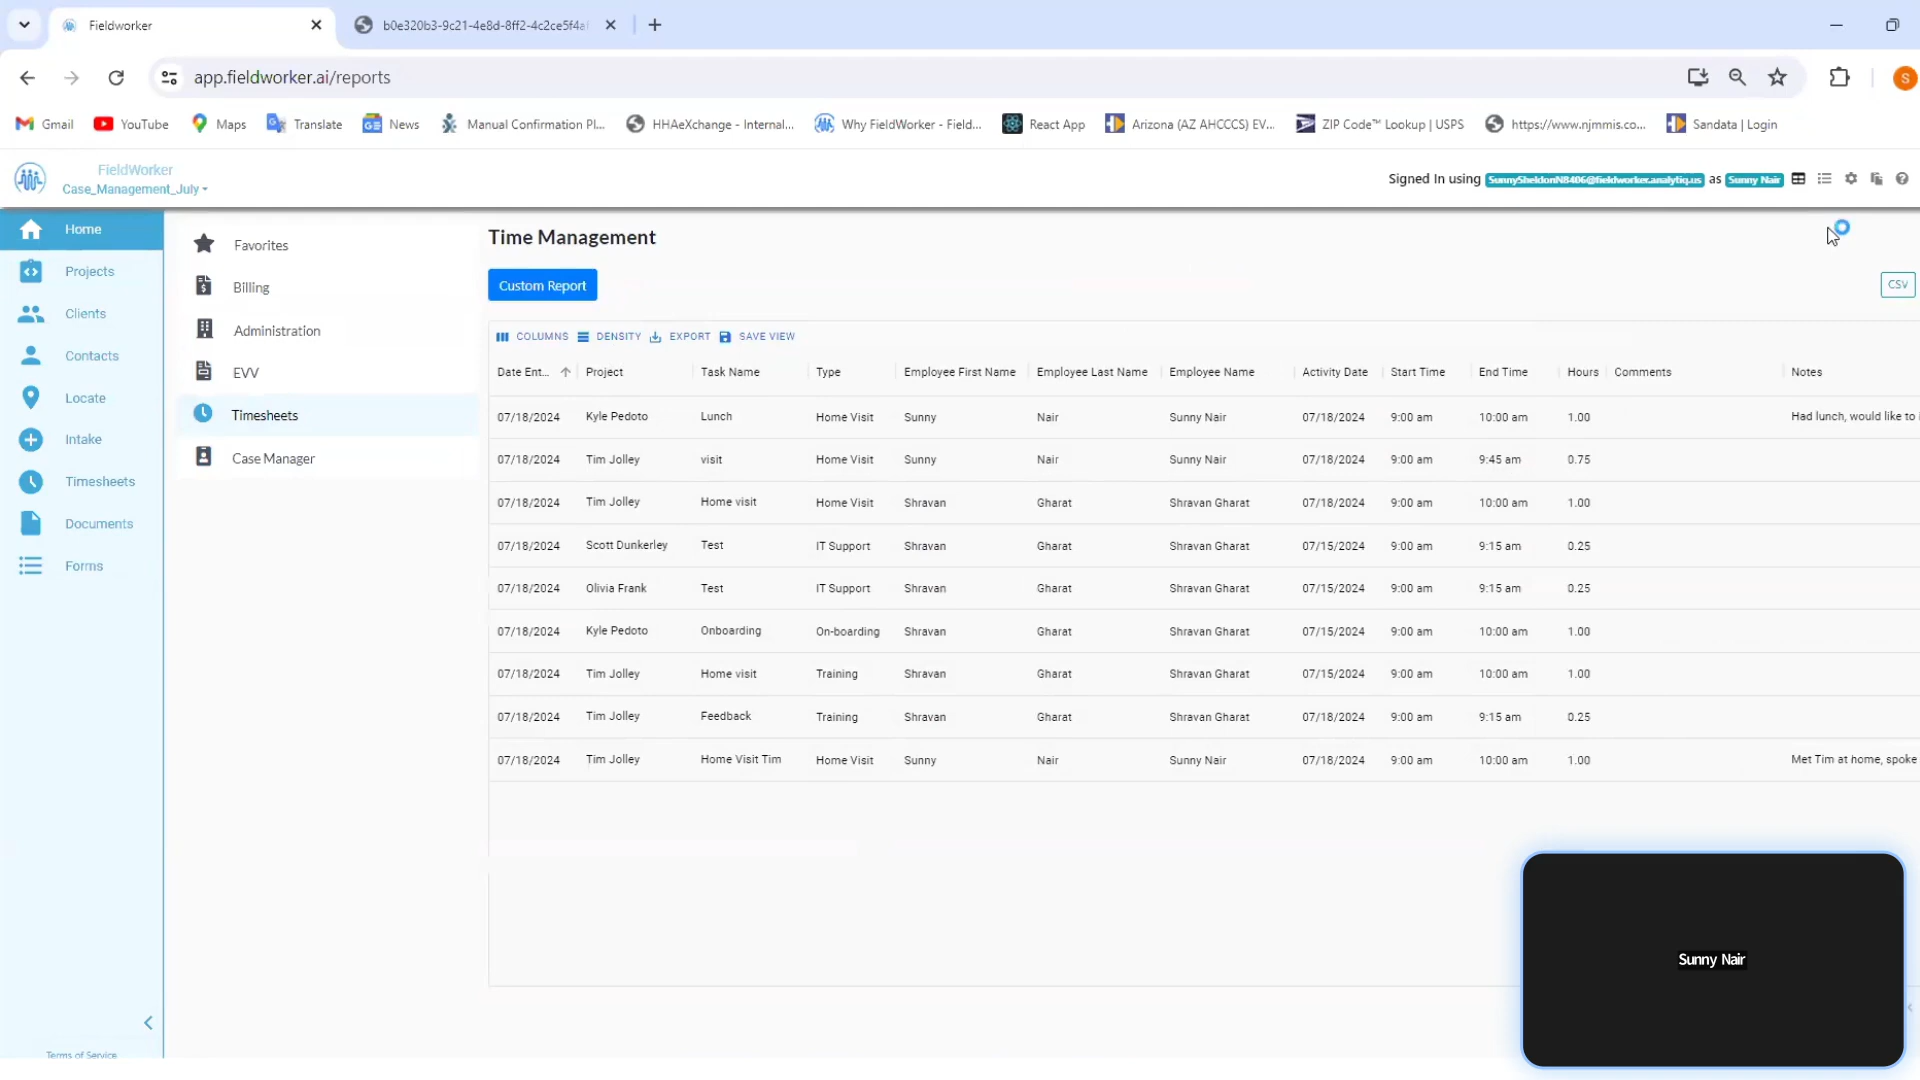 Fieldworker
b0e320b3-9c21-4e8d-8ff2-4c2ce5f4a
app.fieldworker.ai/reports
Gmail YouTube Maps Translate News Manual Confirmation Pl... HHAeXchange - Internal... Why FieldWorker - Field... React App Arizona (AZ AHCCCS) EV... ZIP Code™ Lookup | USPS https://www.njmmis.co... Sandata | Login
FieldWorker
Case_Management_July
Signed In using SunnySheldonN8406@fieldworker.analytiq.us as Sunny Nair
Home
Projects
Clients
Contacts
Locate
Intake
Timesheets
Documents
Forms
Terms of Service
Favorites
Billing
Administration
EVV
Timesheets
Case Manager
Time Management
Custom Report
CSV
COLUMNS DENSITY EXPORT SAVE VIEW
Date Ent... Project Task Name Type Employee First Name Employee Last Name Employee Name Activity Date Start Time End Time Hours Comments Notes
07/18/2024 Kyle Pedoto Lunch Home Visit Sunny Nair Sunny Nair 07/18/2024 9:00 am 10:00 am 1.00 Had lunch, would like to i
07/18/2024 Tim Jolley visit Home Visit Sunny Nair Sunny Nair 07/18/2024 9:00 am 9:45 am 0.75
07/18/2024 Tim Jolley Home visit Home Visit Shravan Gharat Shravan Gharat 07/18/2024 9:00 am 10:00 am 1.00
07/18/2024 Scott Dunkerley Test IT Support Shravan Gharat Shravan Gharat 07/15/2024 9:00 am 9:15 am 0.25
07/18/2024 Olivia Frank Test IT Support Shravan Gharat Shravan Gharat 07/15/2024 9:00 am 9:15 am 0.25
07/18/2024 Kyle Pedoto Onboarding On-boarding Shravan Gharat Shravan Gharat 07/15/2024 9:00 am 10:00 am 1.00
07/18/2024 Tim Jolley Home visit Training Shravan Gharat Shravan Gharat 07/15/2024 9:00 am 10:00 am 1.00
07/18/2024 Tim Jolley Feedback Training Shravan Gharat Shravan Gharat 07/18/2024 9:00 am 9:15 am 0.25
07/18/2024 Tim Jolley Home Visit Tim Home Visit Sunny Nair Sunny Nair 07/18/2024 9:00 am 10:00 am 1.00 Met Tim at home, spoke
Sunny Nair
S